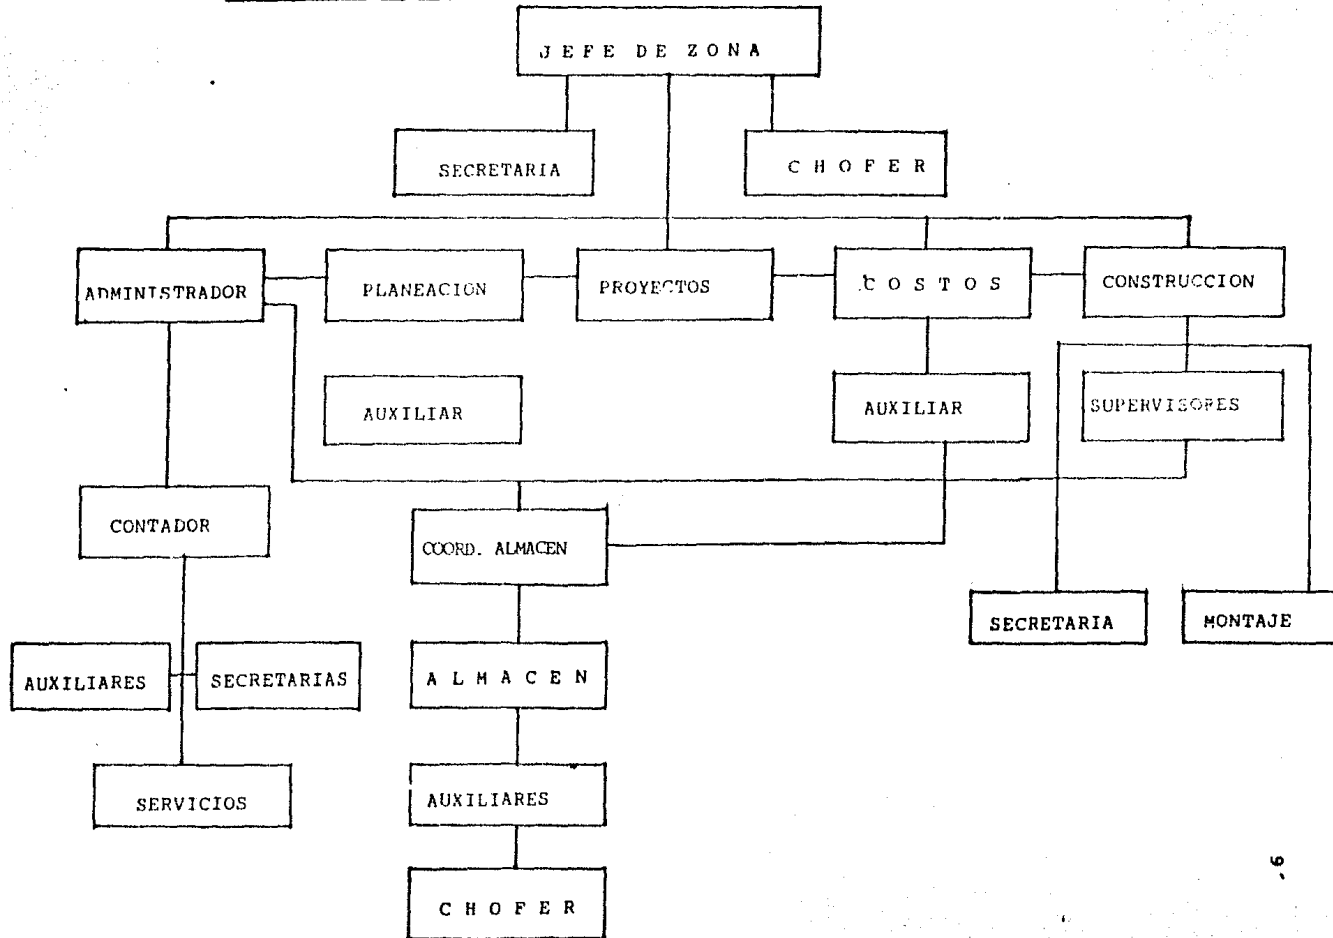 JEFE DE ZONA
SECRETARIA
CHOFER
ADMINISTRADOR
PLANEACION
PROYECTOS
COSTOS
CONSTRUCCION
AUXILIAR
AUXILIAR
SUPERVISORES
CONTADOR
COORD. ALMACEN
SECRETARIA
MONTAJE
AUXILIARES
SECRETARIAS
ALMACEN
SERVICIOS
AUXILIARES
CHOFER